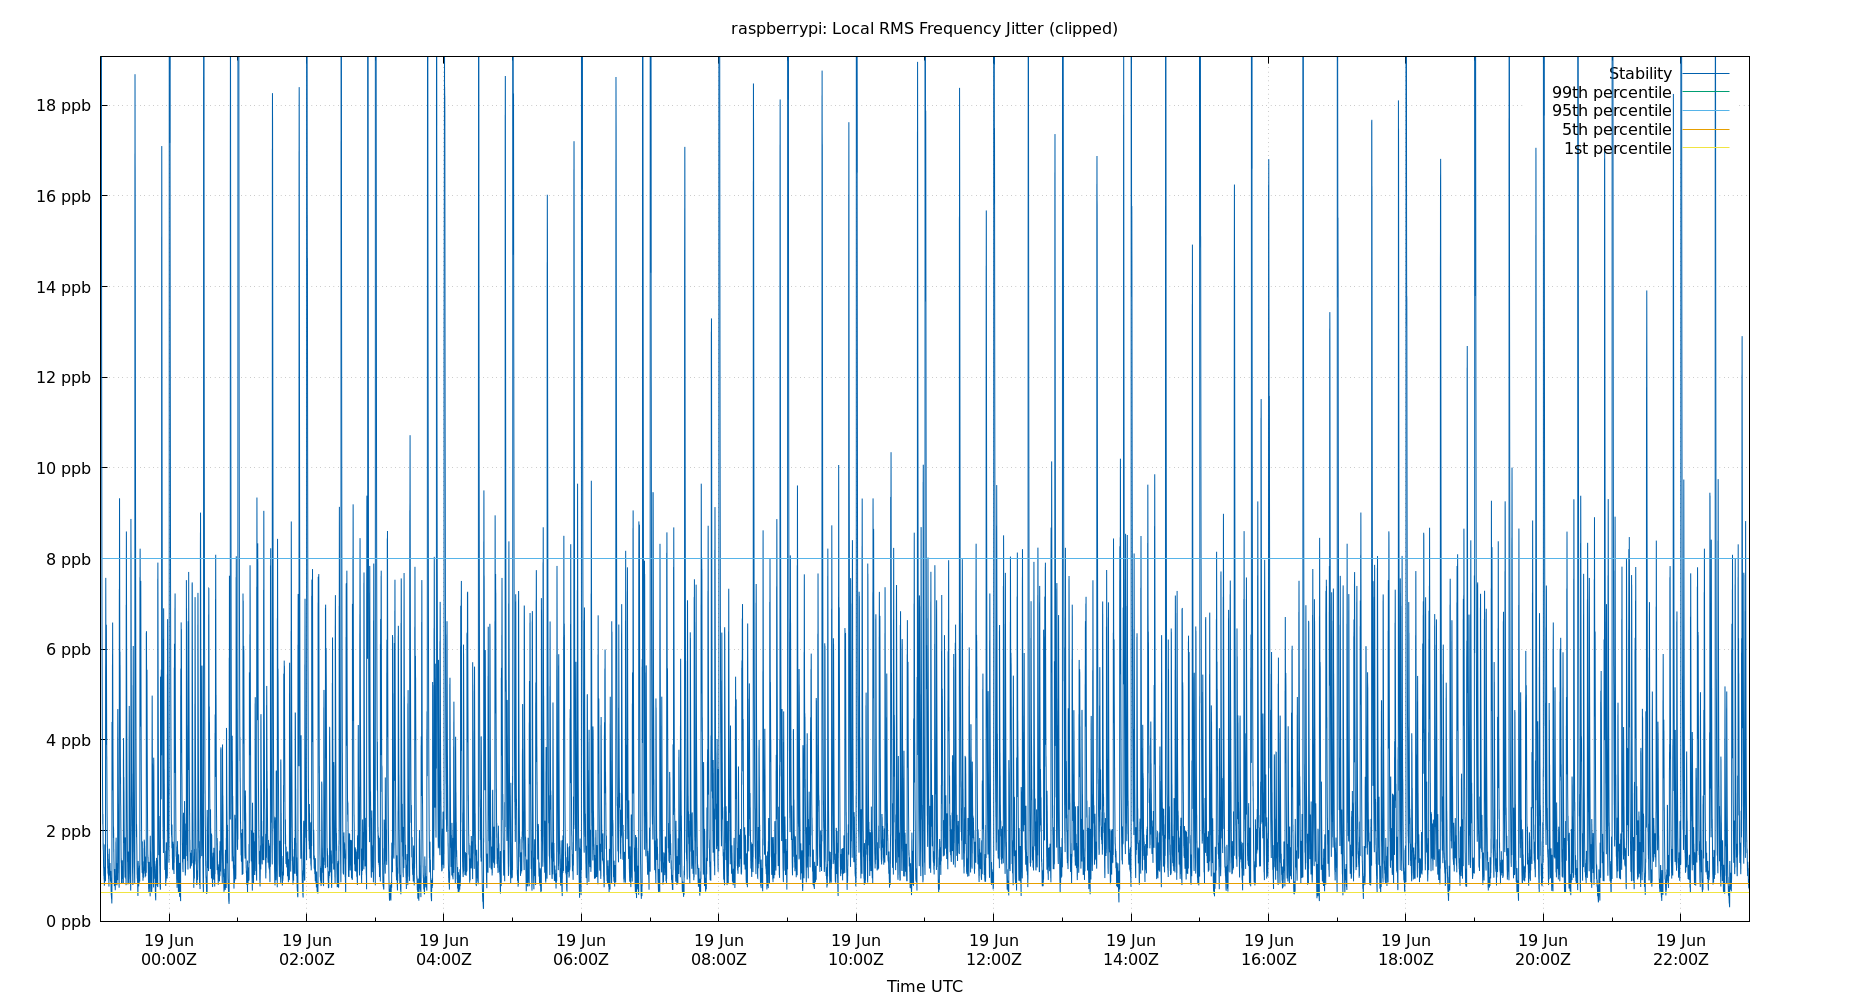 raspberrypi: Local RMS Frequency Jitter (clipped)
Stability
99th percentile
95th percentile
5th percentile
1st percentile
18 ppb
16 ppb
14 ppb
12 ppb
10 ppb
8 ppb
6 ppb
4 ppb
2 ppb
0 ppb
19 Jun 19 Jun 19 Jun 19 Jun 19 Jun 19 Jun 19 Jun 19 Jun 19 Jun 19 Jun 19 Jun 19 Jun
00:00Z 02:00Z 04:00Z 06:00Z 08:00Z 10:00Z 12:00Z 14:00Z 16:00Z 18:00Z 20:00Z 22:00Z
Time UTC